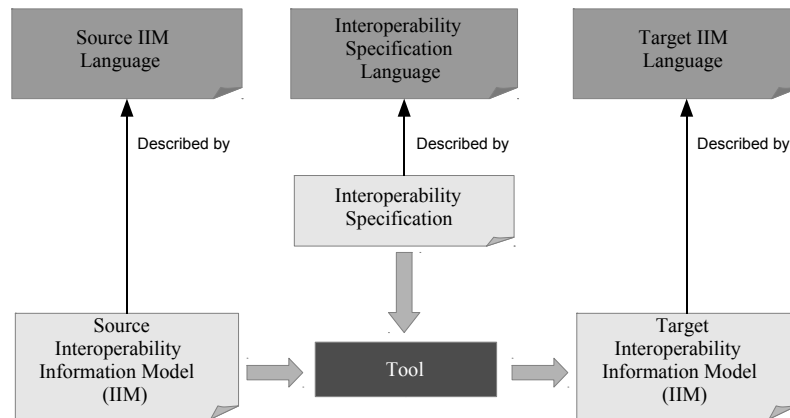 Source IIM
Language
Interoperability
Specification
Language
Target IIM
Language
Described by
Described by
Described by
Interoperability
Specification
Source
Interoperability
Information Model
(IIM)
Tool
Target
Interoperability
Information Model
(IIM)